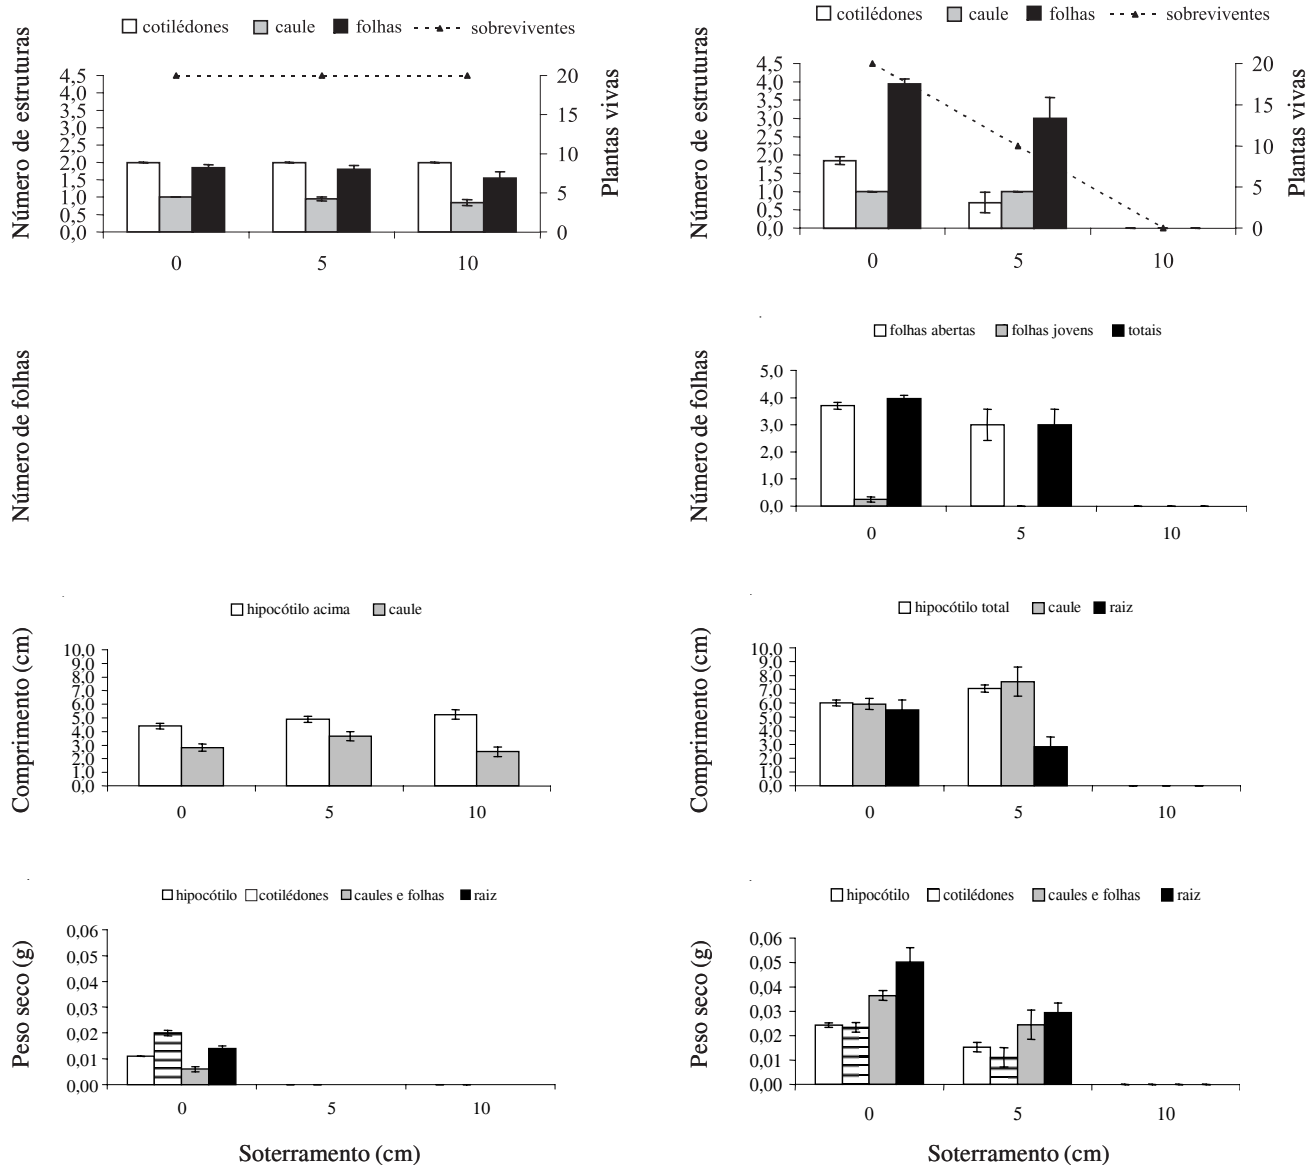 cotilédones caule folhas sobreviventes
Número de estruturas
4,5
4,0
3,5
3,0
2,5
2,0
1,5
1,0
0,5
0,0
20
15
10
5
0
Plantas vivas
0 5 10
cotilédones caule folhas sobreviventes
Número de estruturas
4,5
4,0
3,5
3,0
2,5
2,0
1,5
1,0
0,5
0,0
20
15
10
5
0
Plantas vivas
0 5 10
Número de folhas
folhas abertas folhas jovens totais
Número de folhas
5,0
4,0
3,0
2,0
1,0
0,0
0 5 10
hipocótilo acima caule
Comprimento (cm)
10,0
9,0
8,0
7,0
6,0
5,0
4,0
3,0
2,0
1,0
0,0
0 5 10
hipocótilo total caule raiz
Comprimento (cm)
10,0
9,0
8,0
7,0
6,0
5,0
4,0
3,0
2,0
1,0
0,0
0 5 10
hipocótilo cotilédones caules e folhas raiz
Peso seco (g)
0,06
0,05
0,04
0,03
0,02
0,01
0,00
0 5 10
Soterramento (cm)
hipocótilo cotilédones caules e folhas raiz
Peso seco (g)
0,06
0,05
0,04
0,03
0,02
0,01
0,00
0 5 10
Soterramento (cm)